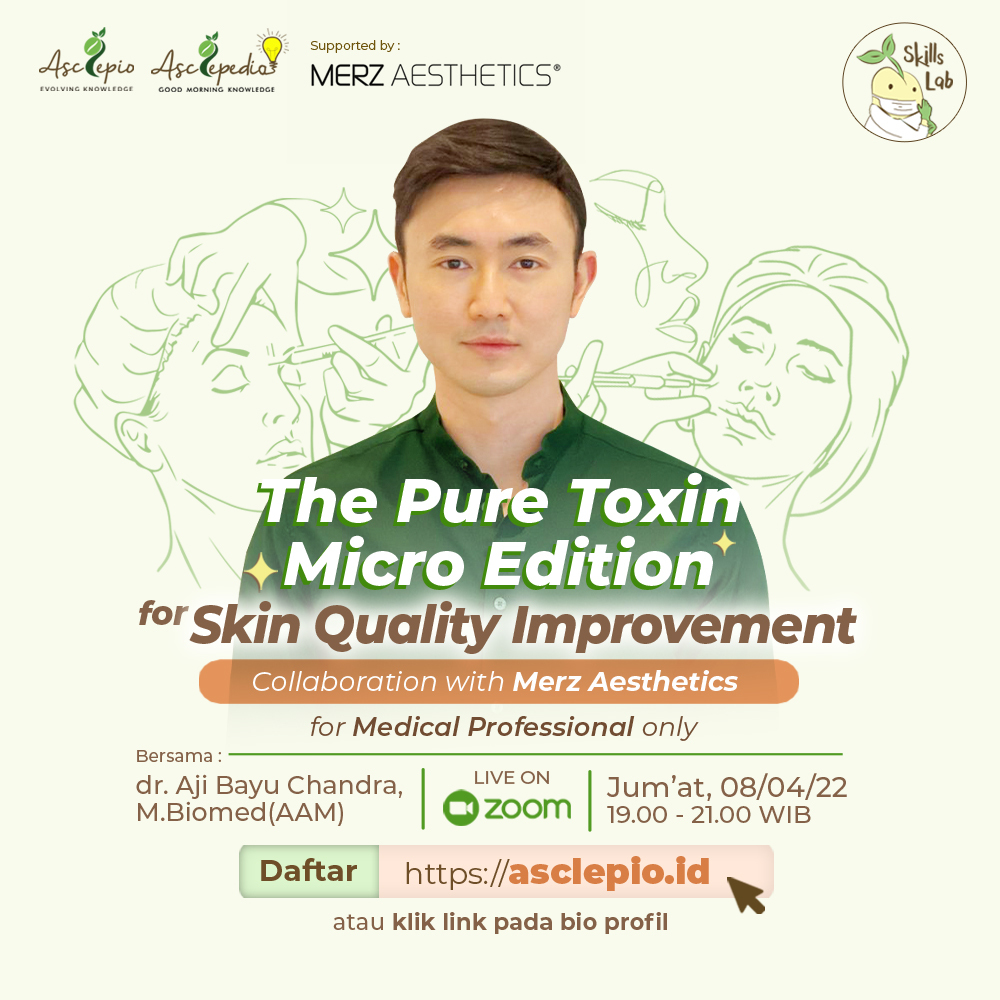 Asclepio
EVOLVING KNOWLEDGE
Asclepedia
GOOD MORNING KNOWLEDGE
Supported by :
MERZ AESTHETICS®
Skills
Lab
The Pure Toxin
Micro Edition
for Skin Quality Improvement
Collaboration with Merz Aesthetics
for Medical Professional only
Bersama :
dr. Aji Bayu Chandra,
M.Biomed(AAM)
LIVE ON
zoom
Jum'at, 08/04/22
19.00 - 21.00 WIB
Daftar
https://asclepio.id
atau klik link pada bio profil